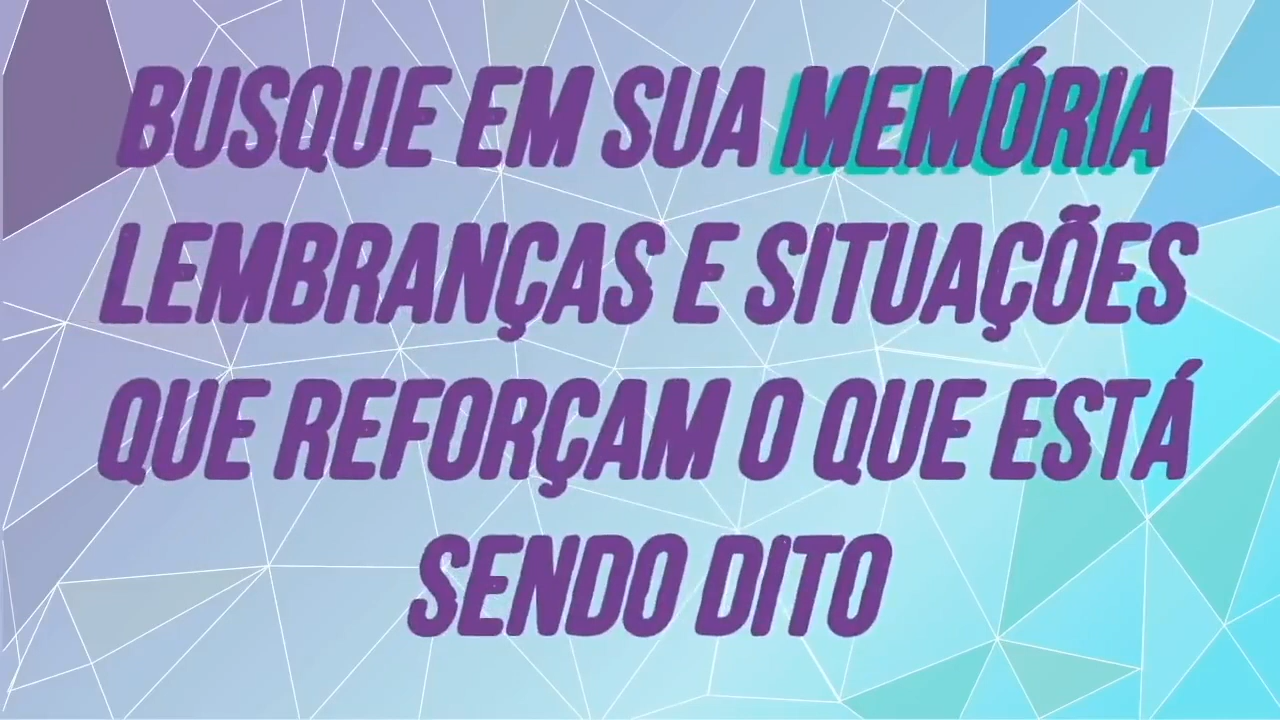 BUSQUE EM SUA MEMÓRIA
LEMBRANÇAS E SITUAÇÕES
QUE REFORÇAM O QUE ESTÁ
SENDO DITO